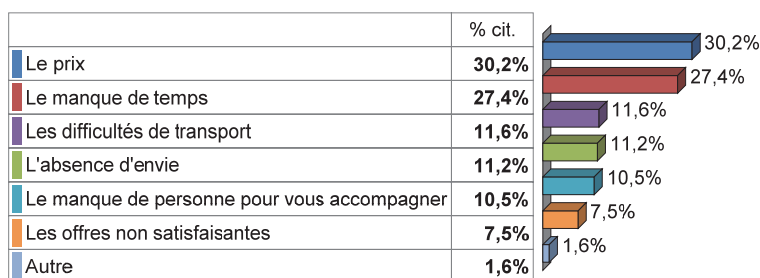 % cit.
Le prix 30,2% 30,2%
Le manque de temps 27,4% 27,4%
Les difficultés de transport 11,6% 11,6%
L'absence d'envie 11,2% 11,2%
Le manque de personne pour vous accompagner 10,5% 10,5%
Les offres non satisfaisantes 7,5% 7,5%
Autre 1,6% 1,6%